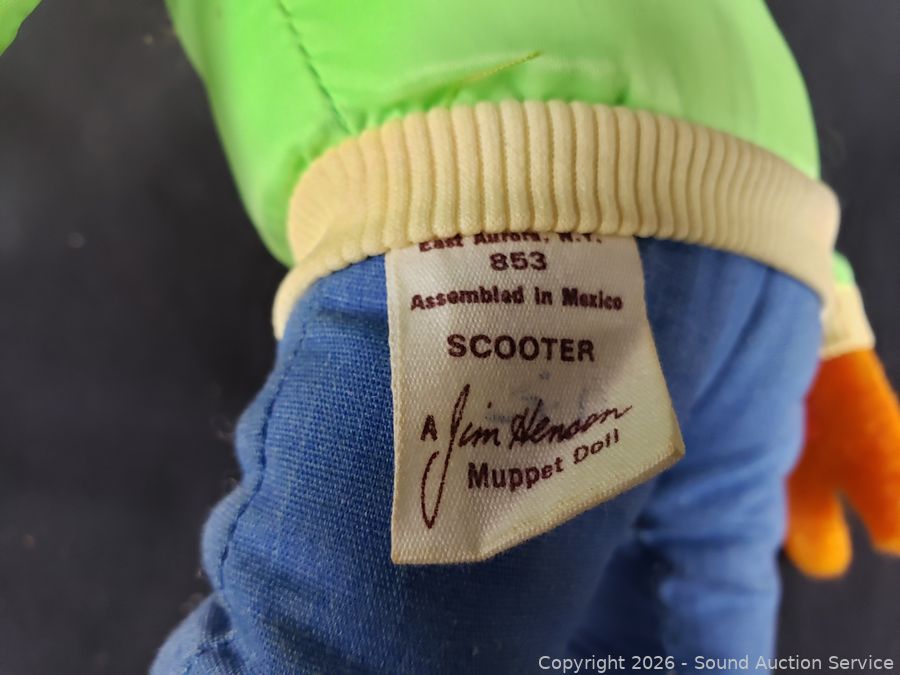 East Aurora, N.Y.
853
Assembled in Mexico
SCOOTER
A Jim Henson
Muppet Doll
Copyright 2026 - Sound Auction Service